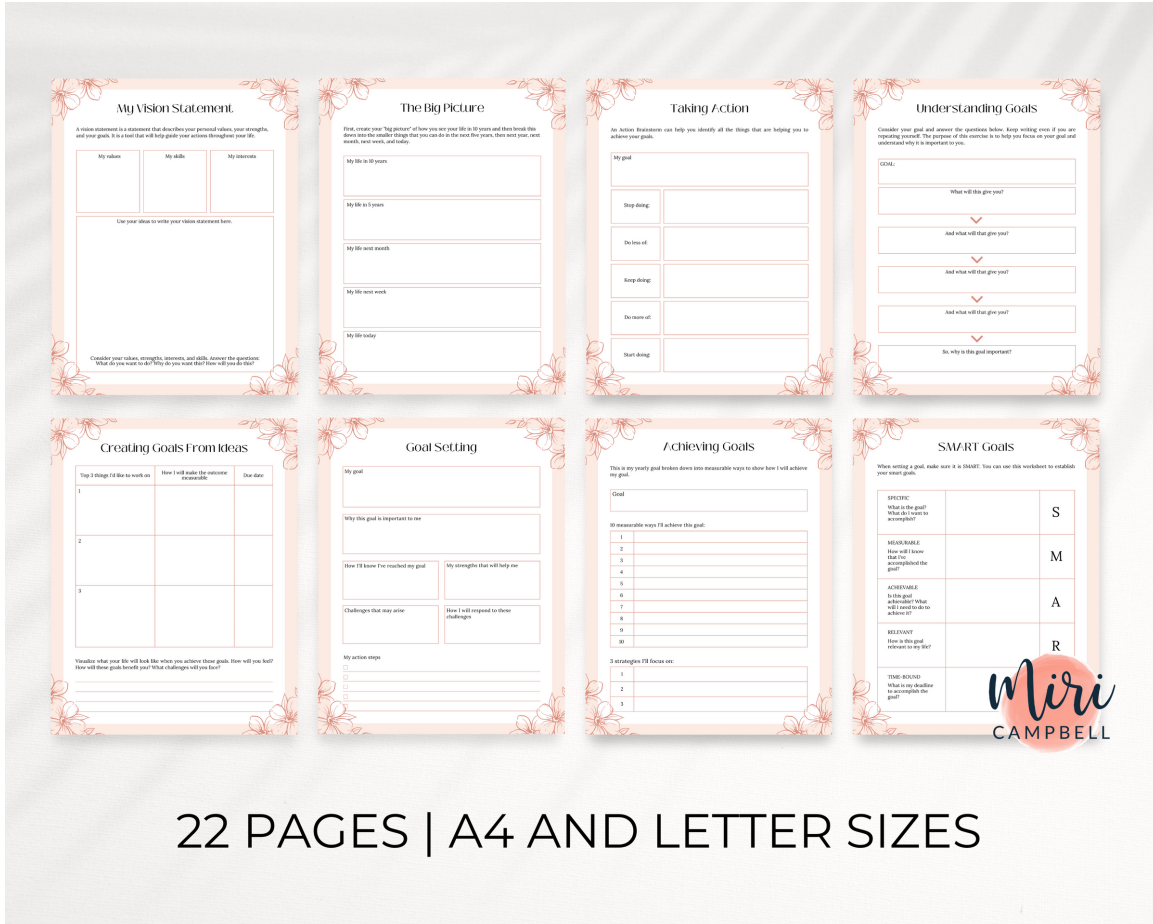 My Vision Statement
A vision statement is a statement that describes your personal values, your strengths,
and your goals. It is a tool that will help guide your actions throughout your life.
My values
My skills
My interests
Use your ideas to write your vision statement here.
Consider your values, strengths, interests, and skills. Answer the questions:
What do you want to do? Why do you want this? How will you do this?
The Big Picture
First, create your "big picture" of how you see your life in 10 years and then break this
down into the smaller things that you can do in the next five years, then next year, next
month, next week, and today.
My life in 10 years
My life in 5 years
My life next month
My life next week
My life today
Taking Action
An Action Brainstorm can help you identify all the things that are helping you to
achieve your goals.
My goal
Stop doing:
Do less of:
Keep doing:
Do more of:
Start doing:
Understanding Goals
Consider your goal and answer the questions below. Keep writing even if you are
repeating yourself. The purpose of this exercise is to help you focus on your goal and
understand why it is important to you.
GOAL:
What will this give you?
And what will that give you?
And what will that give you?
And what will that give you?
So, why is this goal important?
Creating Goals From Ideas
Top 3 things I'd like to work on
How I will make the outcome
measurable
Due date
1
2
3
Visualize what your life will look like when you achieve these goals. How will you feel?
How will these goals benefit you? What challenges will you face?
Goal Setting
My goal
Why this goal is important to me
How I'll know I've reached my goal
My strengths that will help me
Challenges that may arise
How I will respond to these
challenges
My action steps
Achieving Goals
This is my yearly goal broken down into measurable ways to show how I will achieve
my goal.
Goal
10 measurable ways I'll achieve this goal:
1
2
3
4
5
6
7
8
9
10
3 strategies I'll focus on:
1
2
3
SMART Goals
When setting a goal, make sure it is SMART. You can use this worksheet to establish
your smart goals.
SPECIFIC
What is the goal?
What do I want to
accomplish?
S
MEASURABLE
How will I know
that I've
accomplished the
goal?
M
ACHIEVABLE
Is this goal
achievable? What
will I need to do to
achieve it?
A
RELEVANT
How is this goal
relevant to my life?
R
TIME-BOUND
What is my deadline
to accomplish the
goal?
Miri
CAMPBELL
22 PAGES | A4 AND LETTER SIZES